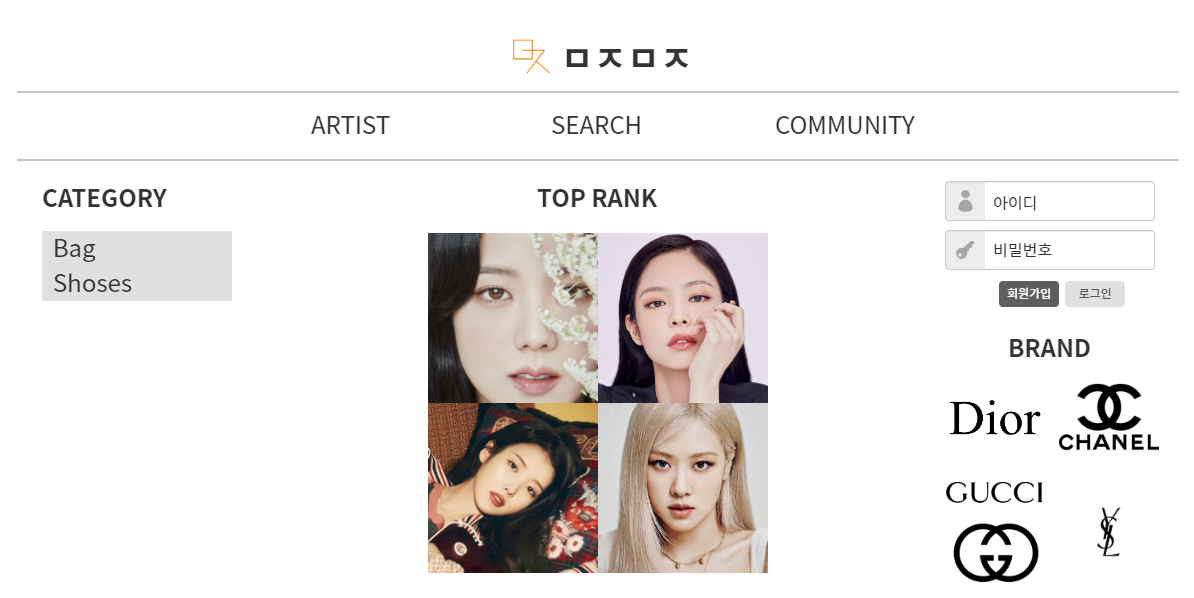 ㅁㅈㅁㅈ
ARTIST SEARCH COMMUNITY
CATEGORY
Bag
Shoses
TOP RANK
아이디
비밀번호
회원가입 로그인
BRAND
Dior
CHANEL
GUCCI
YSL